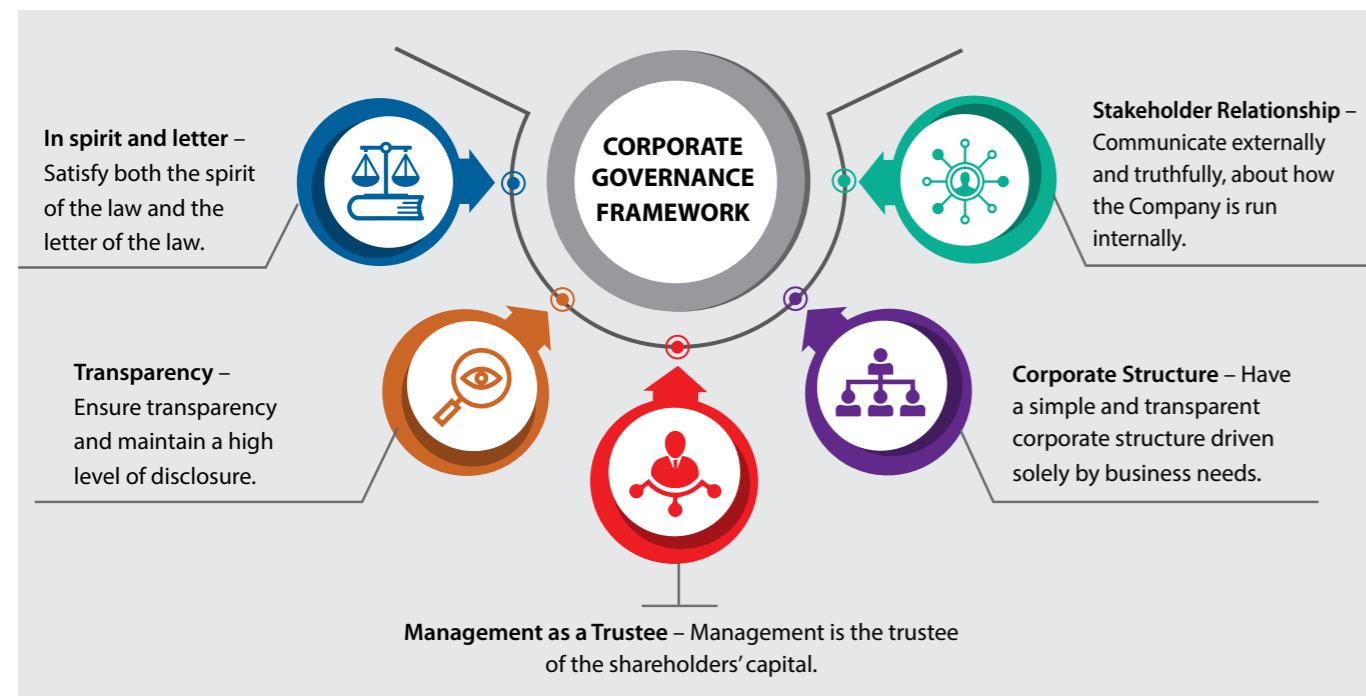 CORPORATE
GOVERNANCE
FRAMEWORK
In spirit and letter –
Satisfy both the spirit
of the law and the
letter of the law.
Stakeholder Relationship –
Communicate externally
and truthfully, about how
the Company is run
internally.
Transparency –
Ensure transparency
and maintain a high
level of disclosure.
Corporate Structure – Have
a simple and transparent
corporate structure driven
solely by business needs.
Management as a Trustee – Management is the trustee
of the shareholders’ capital.